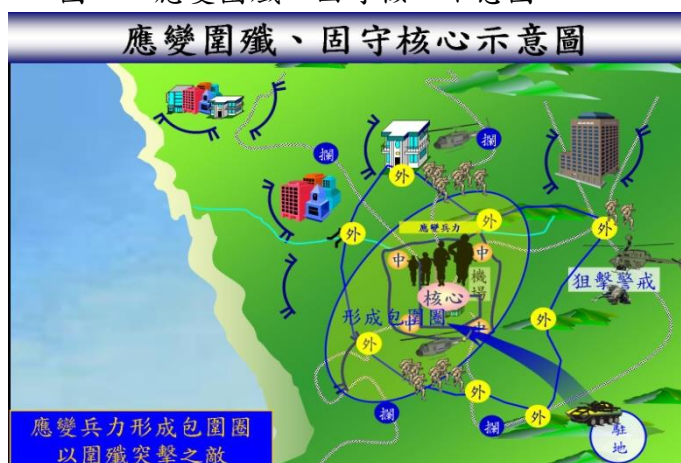 應變圍殲、固守核心示意圖
攔
攔
外
外
外
外
應變兵力
中
中
機場
狙擊警戒
核心
形成包圍圈
中
中
外
外
外
外
攔
攔
駐地
應變兵力形成包圍圈
以圍殲突擊之敵